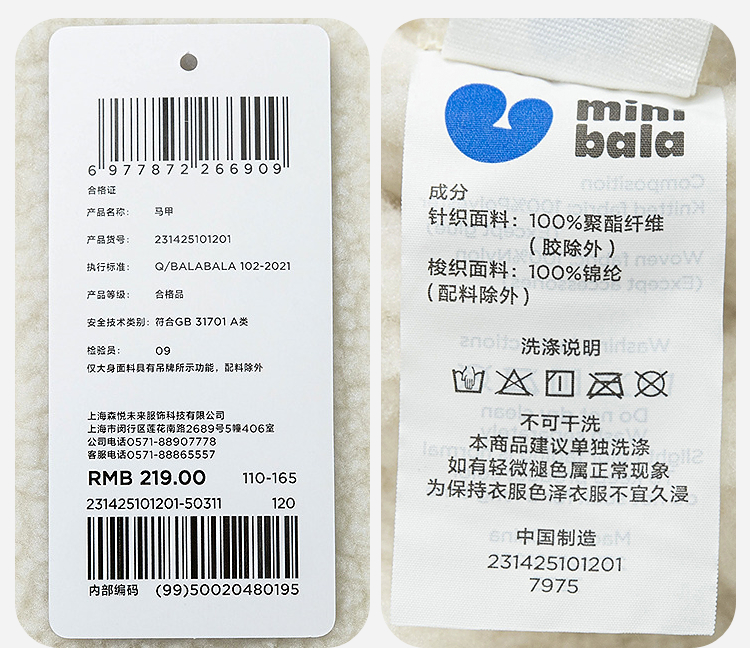 6 977872 266909
合格证
产品名称: 马甲
产品货号: 231425101201
执行标准: Q/BALABALA 102-2021
产品等级: 合格品
安全技术类别: 符合GB 31701 A类
检验员: 09
仅大身面料具有吊牌所示功能，配料除外
上海森悦未来服饰科技有限公司
上海市闵行区莲花南路2689号5幢406室
公司电话0571-88907778
客服电话0571-88865557
RMB 219.00 110-165
231425101201-50311 120
内部编码 (99)50020480195
mini
bala
成分
针织面料: 100%聚酯纤维
(胶除外)
梭织面料: 100%锦纶
(配料除外)
洗涤说明
不可干洗
本商品建议单独洗涤
如有轻微褪色属正常现象
为保持衣服色泽衣服不宜久浸
中国制造
231425101201
7975